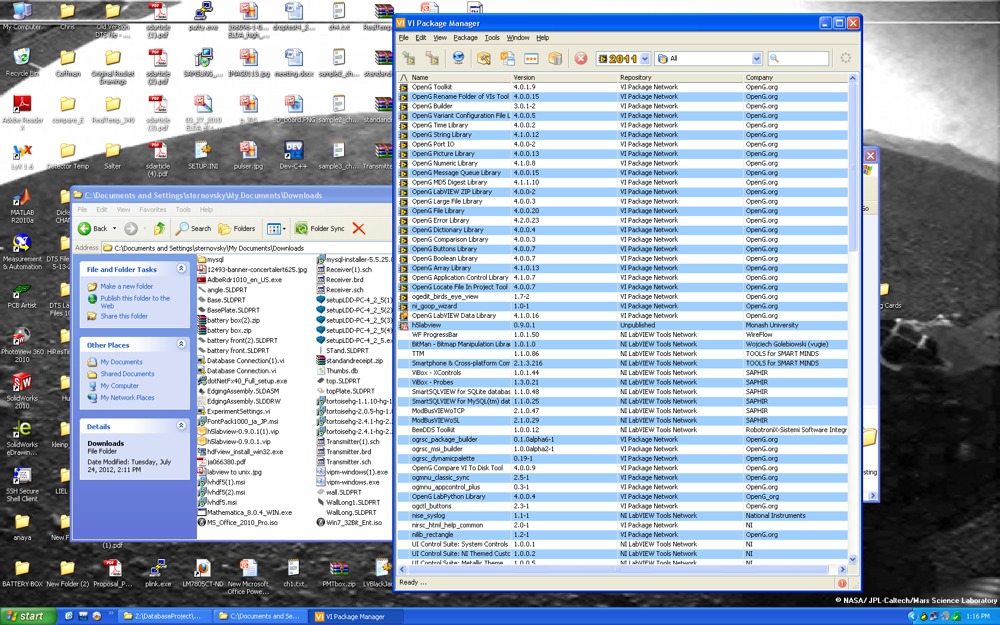 My Computer
Chris
Old Version
DTS file - ...
sdarticle
(1).pdf
putty.exe
266096-1-0...
ELDA_high_...
droptest4_2...
ch4.txt
RealTemp_
Recycle Bin
Coffman
Original Rocket
Drawings
sdarticle
(2).pdf
SAMSUNG_...
IMAG0113.jpg
meeting.docx
sample2_ch...
standard
Adobe Reader
X
compare_E
RealTemp_340
sdarticle
(3).pdf
03_27_2010
ELDA all.o...
p.JPG
3D_board.PNG
sample2_ch...
standard
LyX 1.6
Detector Temp
Salter
sdarticle
(4).pdf
SETUP.INI
pulser.jpg
Dev-C++
sample3_ch...
Transmitte
MATLAB
R2010a
Dicks
CHAN
Measurement
& Automation
DTS File
5-13-2
PCB Artist
DTS La
Files 10
PhotoView 360
2010
HiResTi
SolidWorks
2010
Hu
SolidWorks
eDrawin...
kleinp_
SSH Secure
Shell Client
LIEL
anaya
New F
(1).pdf
BATTERY BOX
New Folder (2)
Proposal_P...
plink.exe
LM7805CT-ND
New Microsoft
Office Powe...
ch1.txt
PMTbox.zip
LVBlackJa
C:\Documents and Settings\sternovsky\My Documents\Downloads
File Edit View Favorites Tools Help
Back Search Folders Folder Sync
Address C:\Documents and Settings\sternovsky\My Documents\Downloads
File and Folder Tasks
Make a new folder
Publish this folder to the
Web
Share this folder
Other Places
My Documents
Shared Documents
My Computer
My Network Places
Details
Downloads
File Folder
Date Modified: Tuesday, July
24, 2012, 2:11 PM
mysql
12493-banner-concertalert625.jpg
AdbeRdr1010_en_US.exe
angle.SLDPRT
Base.SLDPRT
BasePlate.SLDPRT
battery box(2).zip
battery box.zip
battery front(2).SLDPRT
battery front.SLDPRT
Database Connection(1).vi
Database Connection.vi
dotNetFx40_Full_setup.exe
EdgingAssembly.SLDASM
EdgingAssembly.SLDDRW
ExperimentSettings.vi
FontPack1000_ja_JP.msi
h5labview-0.9.0.1(1).vip
h5labview-0.9.0.1.vip
hdfview_install_win32.exe
ja066380.pdf
labview to unix.jpg
lvhdf5(1).msi
lvhdf5(2).msi
lvhdf5.msi
Mathematica_8.0.4_WIN.exe
MS_Office_2010_Pro.iso
mysql-installer-5.5.25.0
Receiver(1).sch
Receiver.brd
Receiver.sch
setupLDD-PC-4_2_5(1)
setupLDD-PC-4_2_5(2)
setupLDD-PC-4_2_5(3)
setupLDD-PC-4_2_5(4)
setupLDD-PC-4_2_5.ex
STand.SLDPRT
standardreceipt.zip
Thumbs.db
top.SLDPRT
topPlate.SLDPRT
tortoisehg-1.1.10-hg-1
tortoisehg-2.0.5-hg-1.8
tortoisehg-2.4.1-hg-2.
tortoisehg-2.4.1-hg-2.
Transmitter(1).sch
Transmitter.brd
Transmitter.sch
vipm-windows(1).exe
vipm-windows.exe
wall.SLDPRT
WallLong1.SLDPRT
WallLong.SLDPRT
Win7_32Bit_Ent.iso
VI Package Manager
File Edit View Package Tools Window Help
2011 All
/\ Name Version Repository Company
OpenG Toolkit 4.0.1.9 VI Package Network OpenG.org
OpenG Rename Folder of VIs Tool 4.0.0.15 VI Package Network OpenG.org
OpenG Builder 3.0.1-2 VI Package Network OpenG.org
OpenG Variant Configuration File L 4.0.0.5 VI Package Network OpenG.org
OpenG Time Library 4.0.0.2 VI Package Network OpenG.org
OpenG String Library 4.1.0.12 VI Package Network OpenG.org
OpenG Port IO 4.0.0-2 VI Package Network OpenG.org
OpenG Picture Library 4.0.0.13 VI Package Network OpenG.org
OpenG Numeric Library 4.1.0.8 VI Package Network OpenG.org
OpenG Message Queue Library 4.0.0.15 VI Package Network OpenG.org
OpenG MD5 Digest Library 4.1.1.10 VI Package Network OpenG.org
OpenG LabVIEW ZIP Library 4.0.0-2 VI Package Network OpenG.org
OpenG Large File Library 4.0.0.3 VI Package Network OpenG.org
OpenG File Library 4.0.0.20 VI Package Network OpenG.org
OpenG Error Library 4.2.0.23 VI Package Network OpenG.org
OpenG Dictionary Library 4.0.0.4 VI Package Network OpenG.org
OpenG Comparison Library 4.0.0.3 VI Package Network OpenG.org
OpenG Buttons Library 4.0.0.7 VI Package Network OpenG.org
OpenG Boolean Library 4.0.0.7 VI Package Network OpenG.org
OpenG Array Library 4.1.0.13 VI Package Network OpenG.org
OpenG Application Control Library 4.1.0.7 VI Package Network OpenG.org
OpenG Locate File In Project Tool 4.0.0.7 VI Package Network OpenG.org
ogedit_birds_eye_view 1.7-2 VI Package Network OpenG.org
ni_goop_wizard 1.0-1 VI Package Network OpenG.org
OpenG LabVIEW Data Library 4.1.0.16 VI Package Network OpenG.org
h5labview 0.9.0.1 Unpublished Monash University
WF ProgressBar 1.0.1.50 NI LabVIEW Tools Network WireFlow
BitMan - Bitmap Manipulation Librar 1.0.1.0 NI LabVIEW Tools Network Wojciech Golebiowski (vugie)
TTM 1.1.0.86 NI LabVIEW Tools Network TOOLS for SMART MINDS
Smartphone & Cross-platform Com 2.1.3.216 NI LabVIEW Tools Network TOOLS for SMART MINDS
ViBox - XControls 1.0.1.44 NI LabVIEW Tools Network SAPHIR
ViBox - Probes 1.3.0.21 NI LabVIEW Tools Network SAPHIR
SmartSQLVIEW for SQLite databas 1.1.0.48 NI LabVIEW Tools Network SAPHIR
SmartSQLVIEW for MySQL(tm) dat 1.1.0.25 NI LabVIEW Tools Network SAPHIR
ModBusVIEWoTCP 2.1.0.47 NI LabVIEW Tools Network SAPHIR
ModBusVIEWoSL 2.1.0.29 NI LabVIEW Tools Network SAPHIR
BeeDDS Toolkit 1.0.0.12 NI LabVIEW Tools Network RobotroniX-Sistemi Software Integr
ogrsc_package_builder 0.1.0alpha6-1 VI Package Network OpenG.org
ogrsc_msi_builder 1.0.0alpha2-1 VI Package Network OpenG.org
ogrsc_dynamicpalette 0.19-1 VI Package Network OpenG.org
OpenG Compare VI To Disk Tool 4.0.0.9 VI Package Network OpenG.org
ogmnu_classic_sync 2.5-1 VI Package Network OpenG.org
ogmnu_appcontrol_plus 0.3-1 VI Package Network OpenG.org
OpenG LabPython Library 4.0.0.4 VI Package Network OpenG_org
ogctl_buttons 2.3-1 VI Package Network OpenG.org
nise_syslog 1.1-1 NI LabVIEW Tools Network National Instruments
nirsc_html_help_common 2.0-1 VI Package Network NI
nilib_rectangle 1.2-1 VI Package Network OpenG.org
UI Control Suite: System Controls 1.0.0.1 NI LabVIEW Tools Network NI
UI Control Suite: NI Themed Custc 1.0.0.2 NI LabVIEW Tools Network NI
UI Control Suite: Metallic Theme 1.0.0.5 NI LabVIEW Tools Network NI
Ready ...
g Cards
sting
© NASA/ JPL-Caltech/Mars Science Laboratory
start
Z:\DatabaseProject\...
C:\Documents and Se...
VI Package Manager
1:16 PM